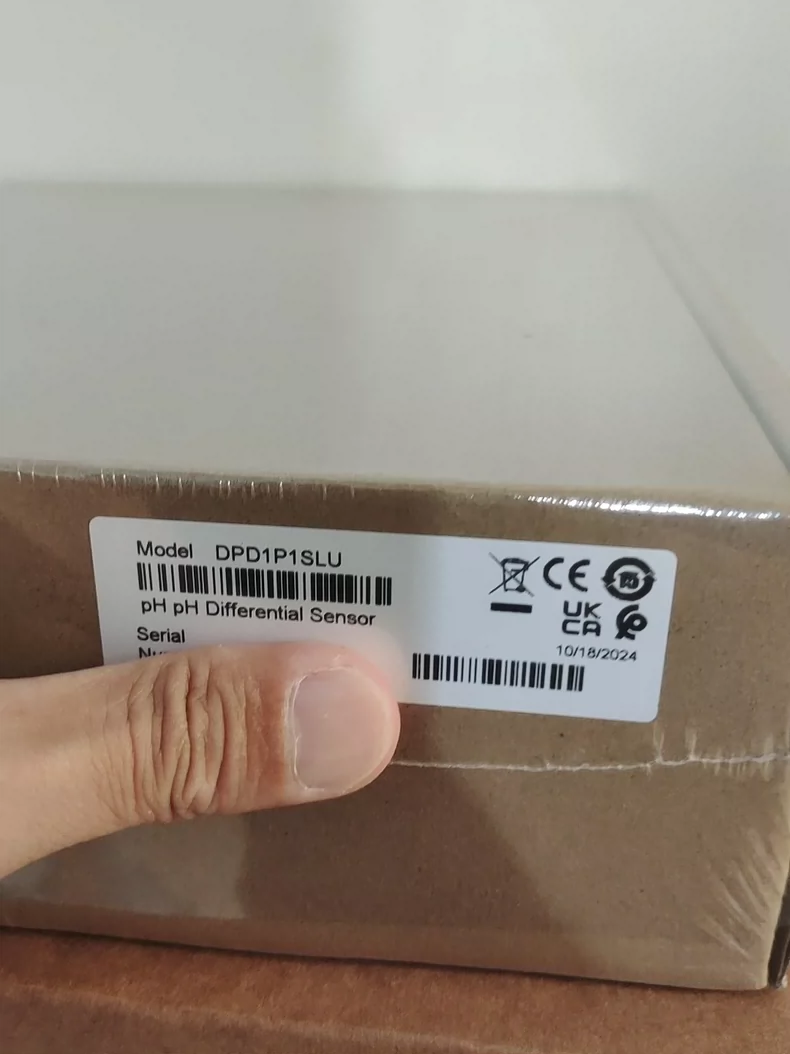 Model DPD1P1SLU
pH pH Differential Sensor
Serial
CE
UK
CA
10/18/2024